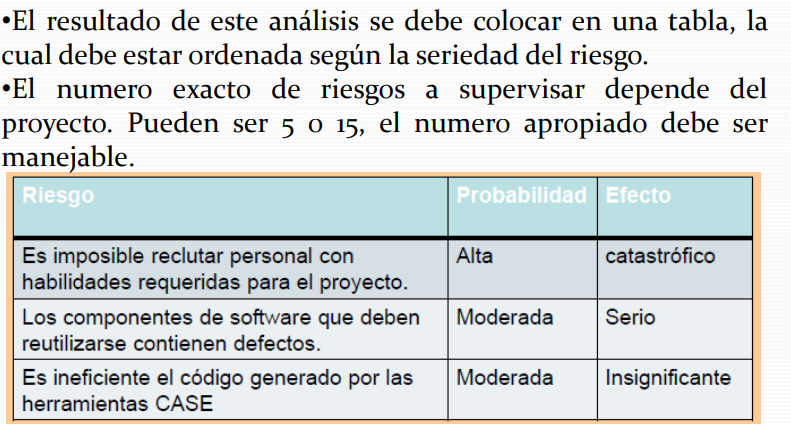 •El resultado de este análisis se debe colocar en una tabla, la
cual debe estar ordenada según la seriedad del riesgo.
•El numero exacto de riesgos a supervisar depende del
proyecto. Pueden ser 5 o 15, el numero apropiado debe ser
manejable.
Riesgo Probabilidad Efecto
Es imposible reclutar personal con Alta catastrófico
habilidades requeridas para el proyecto.
Los componentes de software que deben Moderada Serio
reutilizarse contienen defectos.
Es ineficiente el código generado por las Moderada Insignificante
herramientas CASE